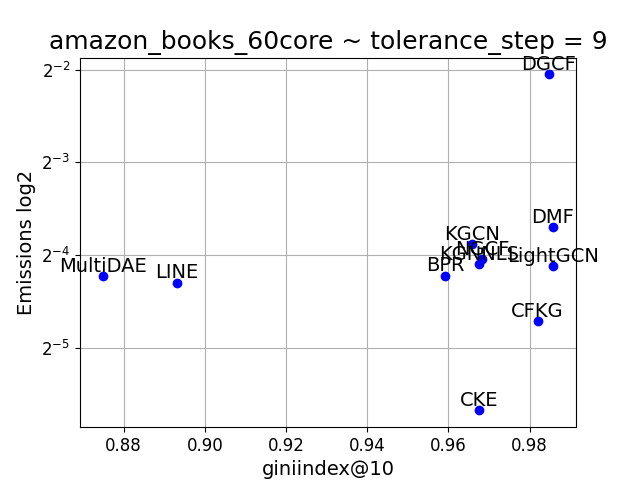 amazon_books_60core ~ tolerance_step = 9
DGCF
2^-2
2^-3
DMF
KGCN
NGCF
KGNNLS
LightGCN
2^-4
MultiDAE
LINE
BPR
CFKG
2^-5
CKE
Emissions log2
0.88 0.90 0.92 0.94 0.96 0.98
giniindex@10